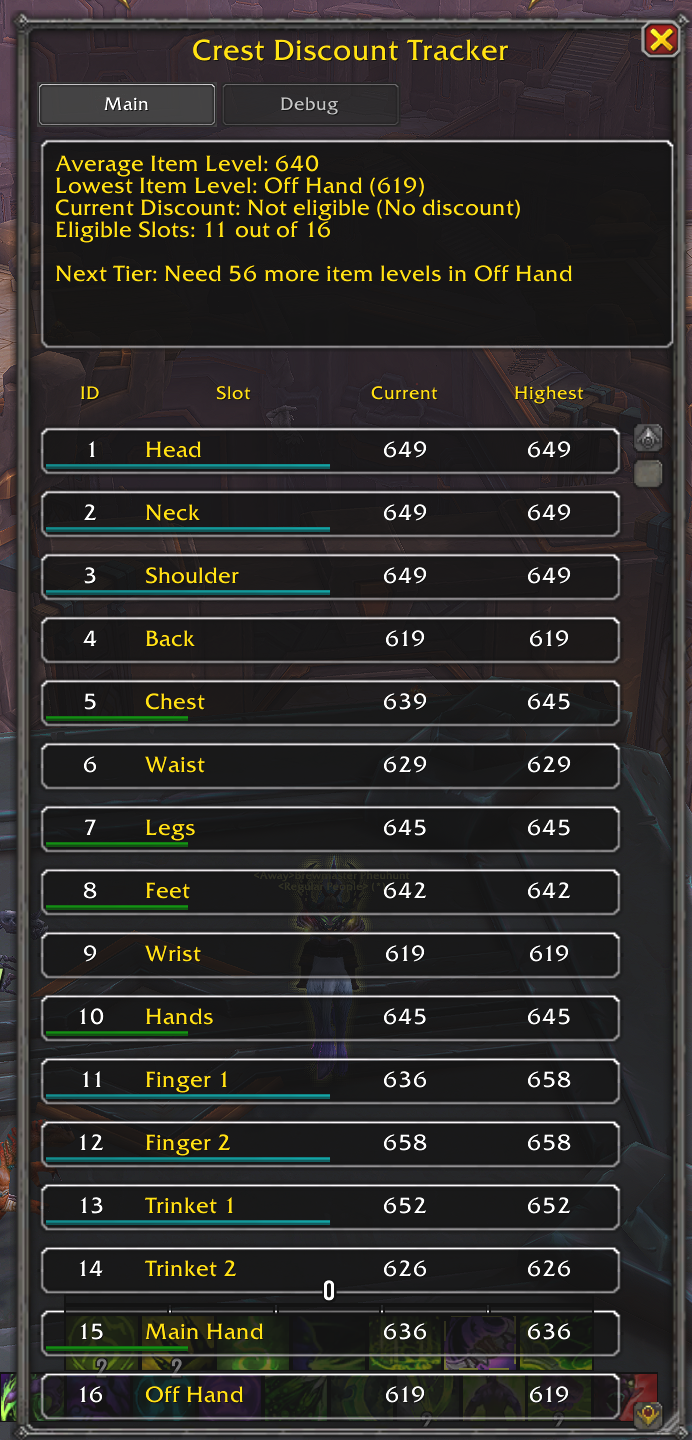 Crest Discount Tracker
Main Debug
Average Item Level: 640
Lowest Item Level: Off Hand (619)
Current Discount: Not eligible (No discount)
Eligible Slots: 11 out of 16
Next Tier: Need 56 more item levels in Off Hand
ID Slot Current Highest
1 Head 649 649
2 Neck 649 649
3 Shoulder 649 649
4 Back 619 619
5 Chest 639 645
6 Waist 629 629
7 Legs 645 645
8 Feet 642 642
<Regular People>
9 Wrist 619 619
10 Hands 645 645
11 Finger 1 636 658
12 Finger 2 658 658
13 Trinket 1 652 652
14 Trinket 2 626 626
0
15 Main Hand 636 636
? ?
16 Off Hand 619 619